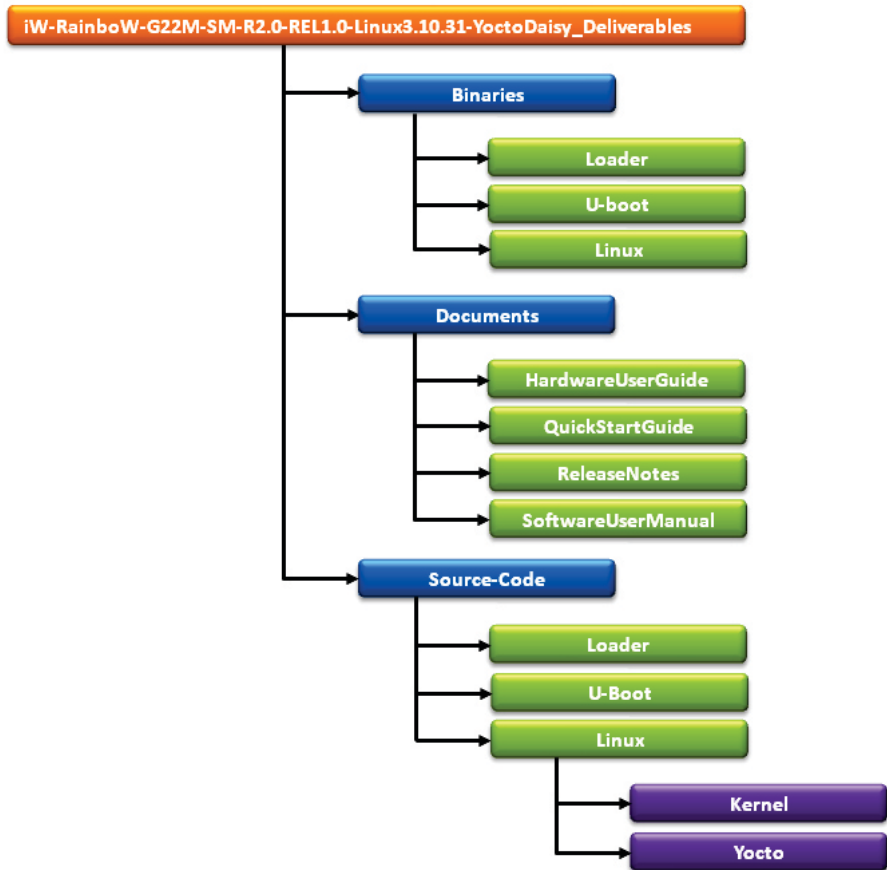 iW-RainboW-G22M-SM-R2.0-REL1.0-Linux3.10.31-YoctoDaisy_Deliverables
Binaries
Loader
U-boot
Linux
Documents
HardwareUserGuide
QuickStartGuide
ReleaseNotes
SoftwareUserManual
Source-Code
Loader
U-Boot
Linux
Kernel
Yocto